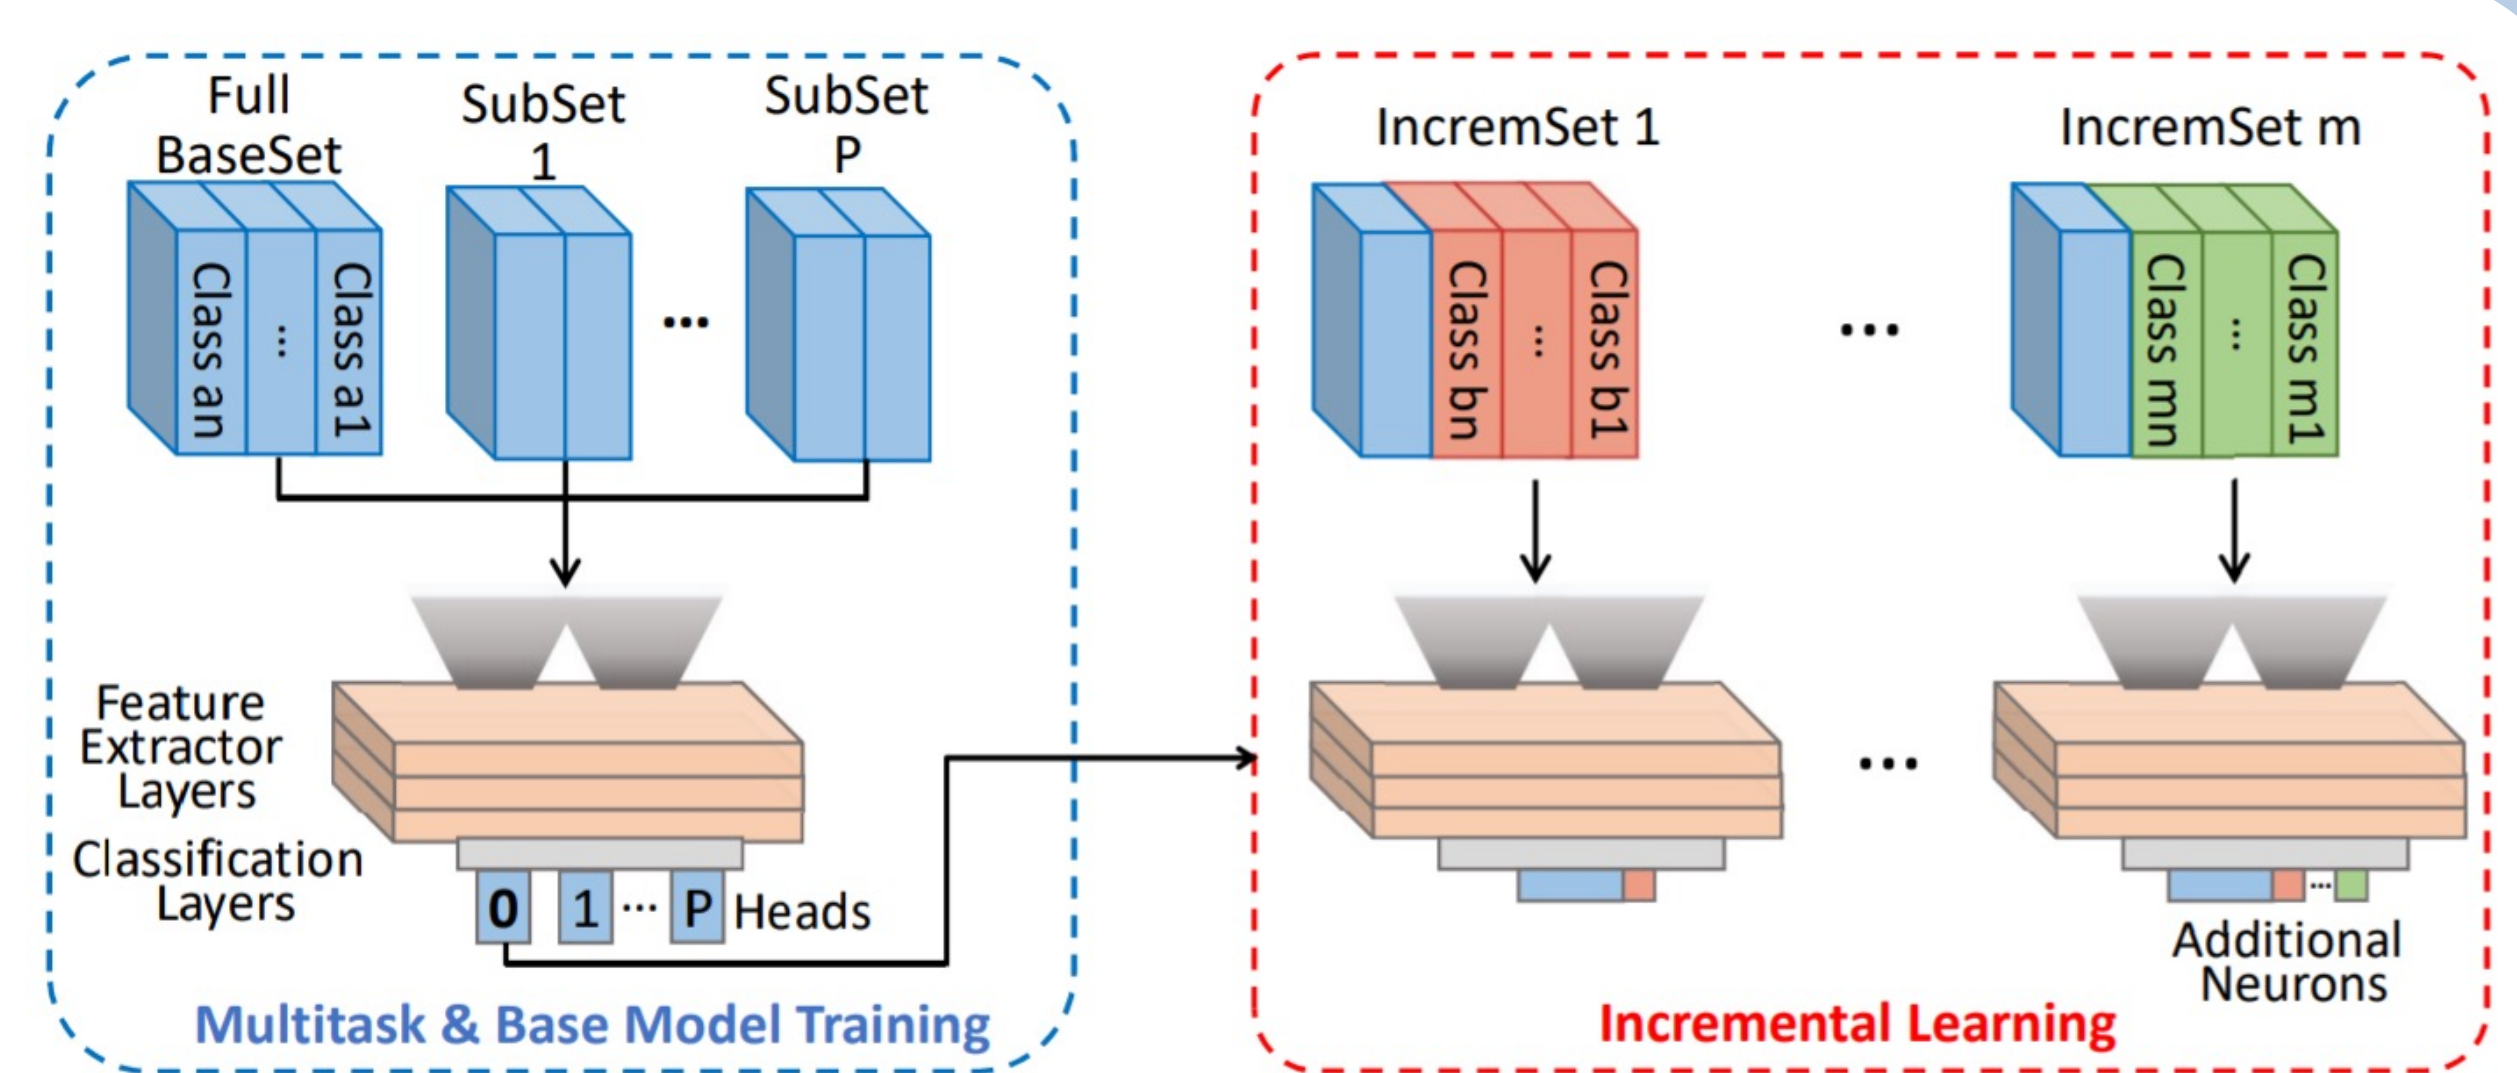 Full
BaseSet
SubSet
1
SubSet
P
Class an
...
Class a1
...
Feature
Extractor
Layers
Classification
Layers
0
1
...
P
Heads
Multitask & Base Model Training
IncremSet 1
IncremSet m
Class bn
...
Class b1
...
Class mn
...
Class m1
...
...
Additional
Neurons
Incremental Learning